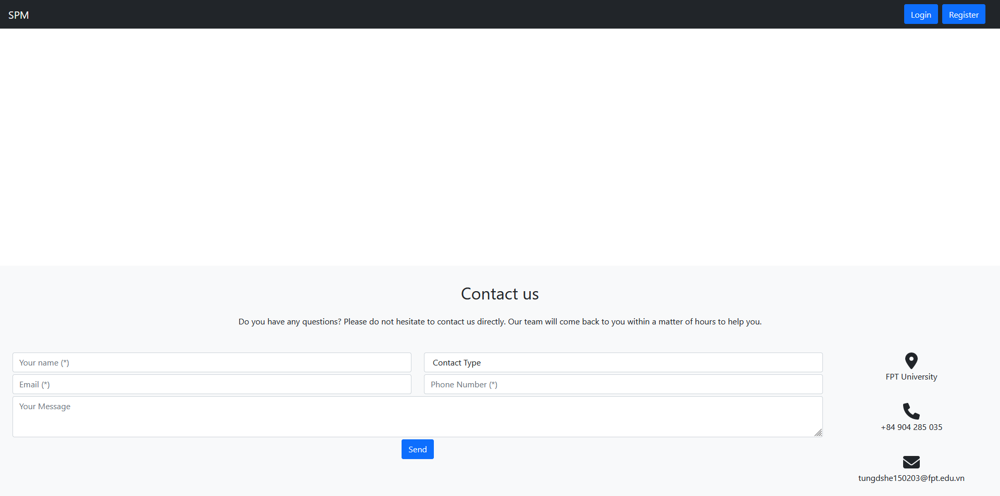 SPM
Login
Register
Contact us
Do you have any questions? Please do not hesitate to contact us directly. Our team will come back to you within a matter of hours to help you.
Your name (*)
Contact Type
Email (*)
Phone Number (*)
Your Message
Send
FPT University
+84 904 285 035
tungdshe150203@fpt.edu.vn